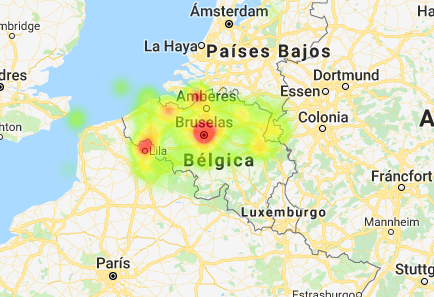 Ámsterdam
mbridge
La Haya
Países Bajos
dres
Dortmund
Essen
Amberes
Colonia
A
nton
Bruselas
Lila
Bélgica
Fráncfort
Luxemburgo
Mannheim
París
Stuttg
Estrasburgo